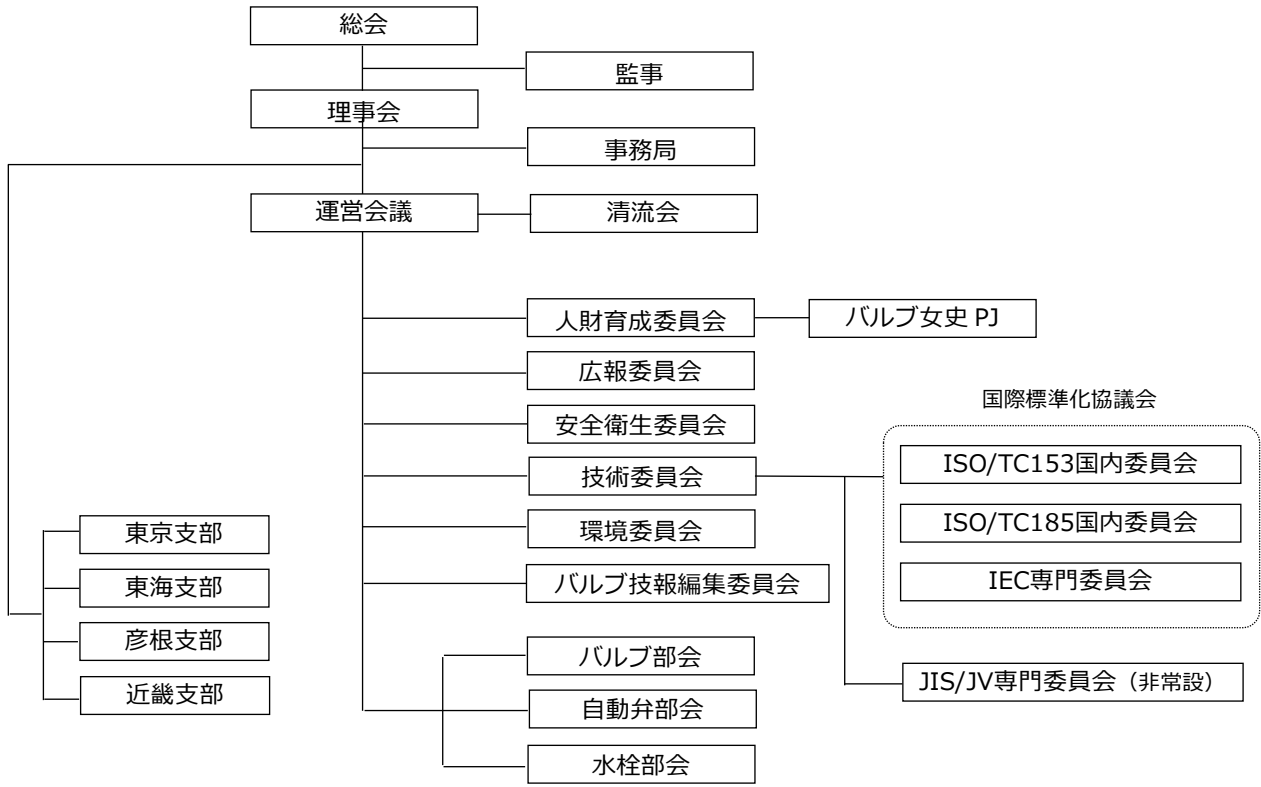 総会
監事
理事会
事務局
運営会議
清流会
人財育成委員会
バルブ女史 PJ
広報委員会
国際標準化協議会
安全衛生委員会
技術委員会
ISO/TC153国内委員会
ISO/TC185国内委員会
IEC専門委員会
環境委員会
バルブ技報編集委員会
東京支部
東海支部
彦根支部
近畿支部
バルブ部会
自動弁部会
水栓部会
JIS/JV専門委員会（非常設）